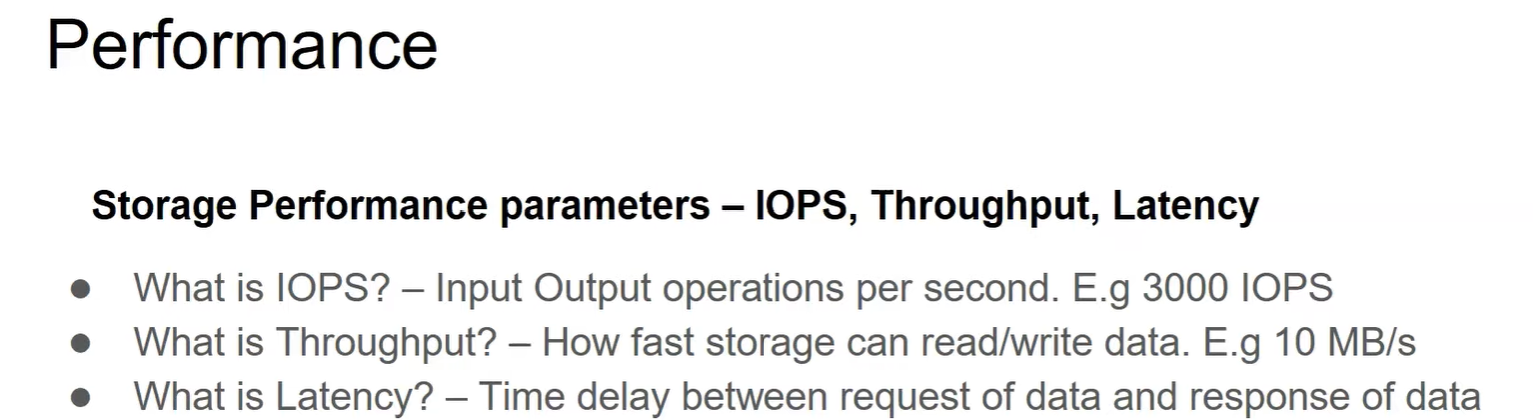 Performance
Storage Performance parameters – IOPS, Throughput, Latency
● What is IOPS? – Input Output operations per second. E.g 3000 IOPS
● What is Throughput? – How fast storage can read/write data. E.g 10 MB/s
● What is Latency? – Time delay between request of data and response of data